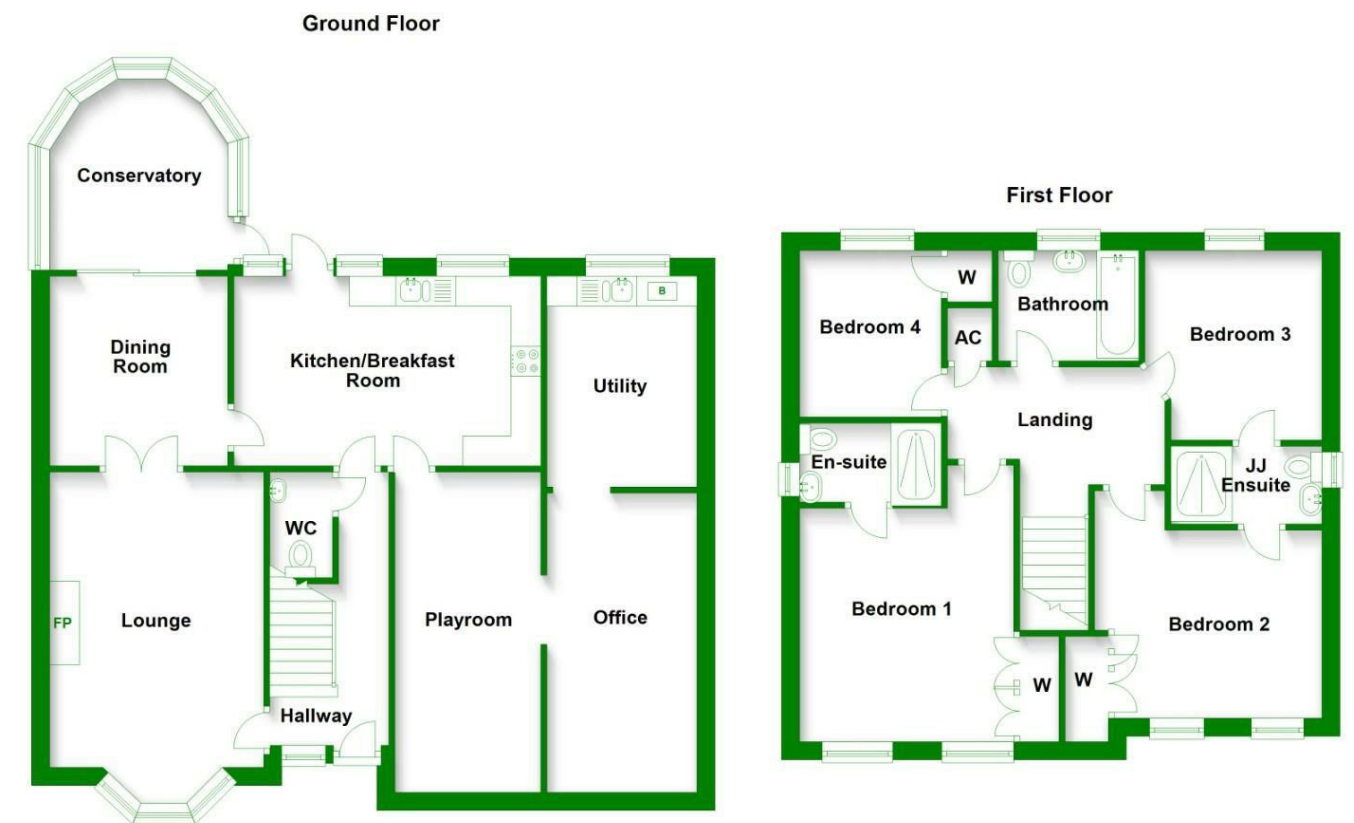 Ground Floor
Conservatory
Dining
Room
Kitchen/Breakfast
Room
B
Utility
WC
FP
Lounge
Playroom
Office
Hallway
First Floor
Bedroom 4
W
AC
Bathroom
Bedroom 3
Landing
En-suite
JJ
Ensuite
Bedroom 1
W
W
Bedroom 2